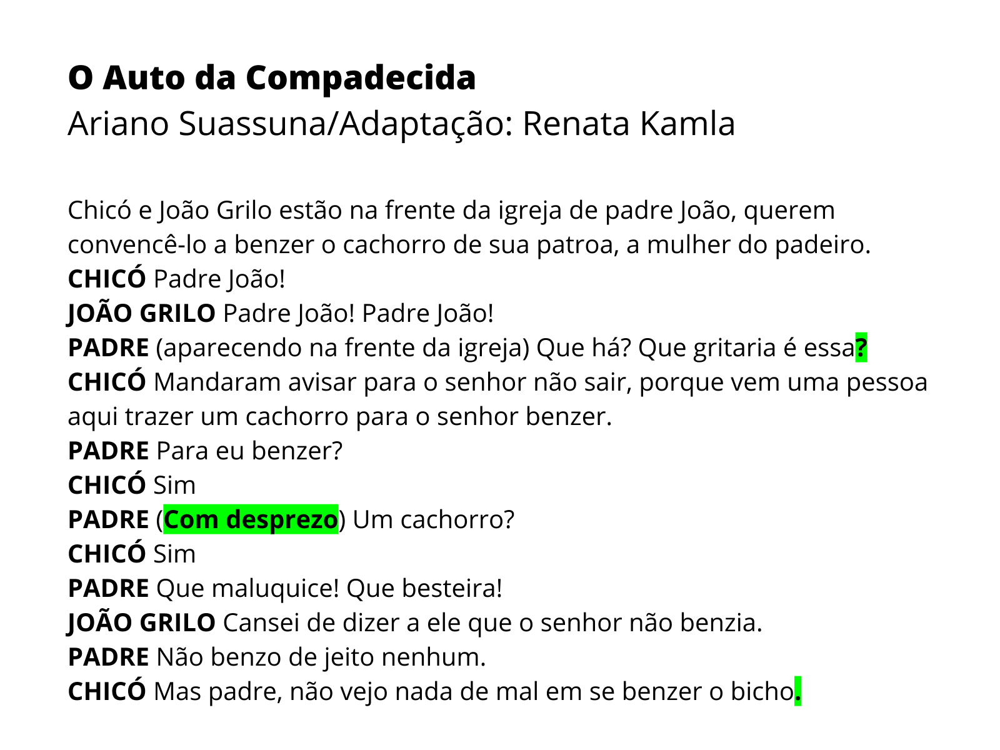 O Auto da Compadecida
Ariano Suassuna/Adaptação: Renata Kamla
Chicó e João Grilo estão na frente da igreja de padre João, querem
convencê-lo a benzer o cachorro de sua patroa, a mulher do padeiro.
CHICÓ Padre João!
JOÃO GRILO Padre João! Padre João!
PADRE (aparecendo na frente da igreja) Que há? Que gritaria é essa?
CHICÓ Mandaram avisar para o senhor não sair, porque vem uma pessoa
aqui trazer um cachorro para o senhor benzer.
PADRE Para eu benzer?
CHICÓ Sim
PADRE (Com desprezo) Um cachorro?
CHICÓ Sim
PADRE Que maluquice! Que besteira!
JOÃO GRILO Cansei de dizer a ele que o senhor não benzia.
PADRE Não benzo de jeito nenhum.
CHICÓ Mas padre, não vejo nada de mal em se benzer o bicho.